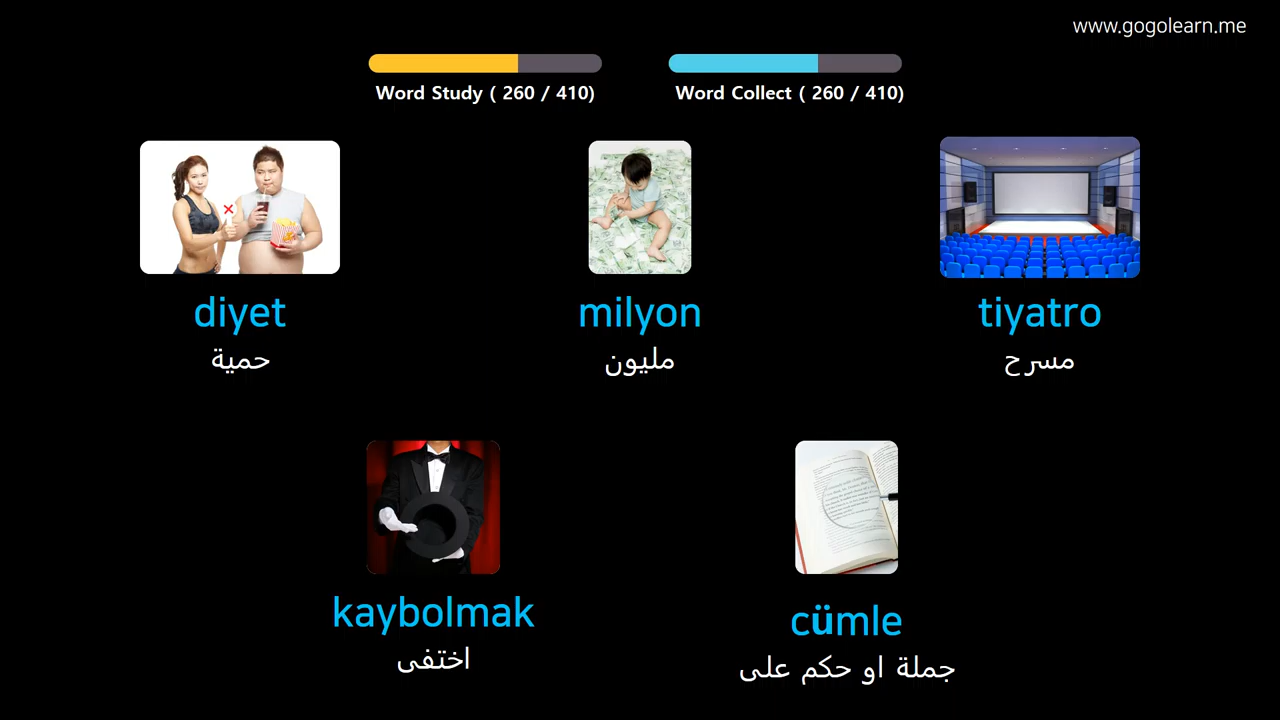 www.gogolearn.me
Word Study ( 260 / 410)
Word Collect ( 260 / 410)
diyet
حمية
milyon
مليون
tiyatro
مسرح
kaybolmak
اختفى
cümle
جملة او حكم على